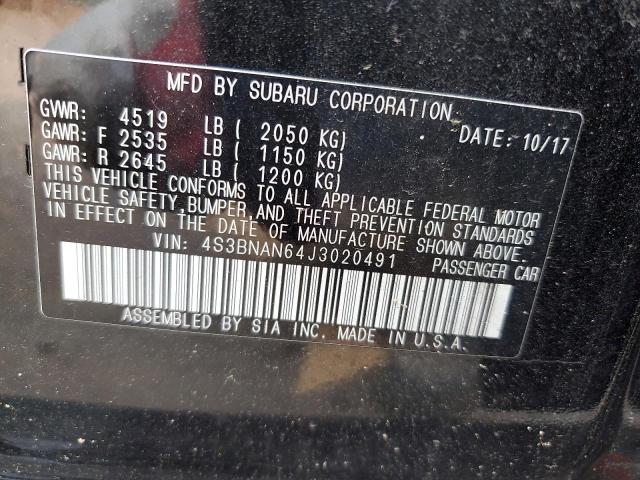 MFD BY SUBARU CORPORATION
DATE: 10/17
GVWR: 4519 LB ( 2050 KG)
GAWR: F 2535 LB ( 1150 KG)
GAWR: R 2645 LB ( 1200 KG)
THIS VEHICLE CONFORMS TO ALL APPLICABLE FEDERAL MOTOR
VEHICLE SAFETY, BUMPER, AND THEFT PREVENTION STANDARDS
IN EFFECT ON THE DATE OF MANUFACTURE SHOWN ABOVE.
VIN: 4S3BNAN64J3020491
PASSENGER CAR
ASSEMBLED BY SIA INC. MADE IN U.S.A.